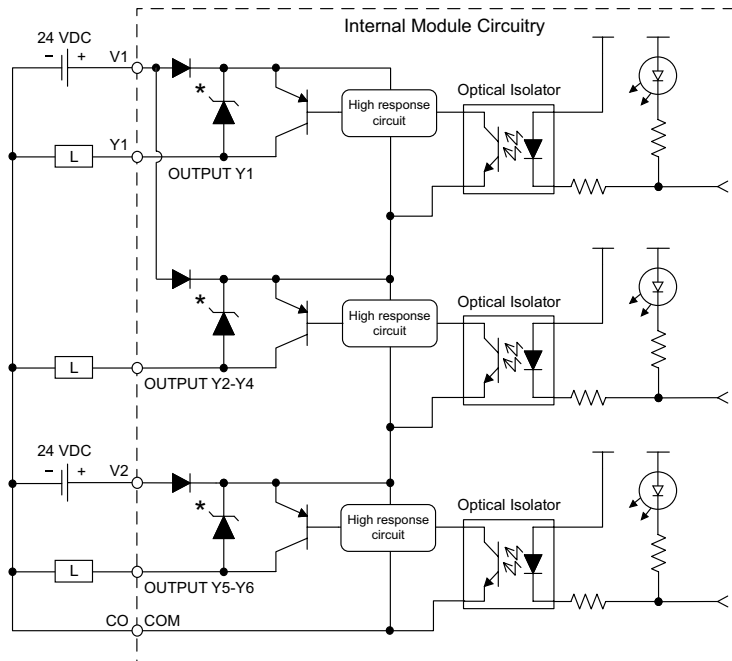 Internal Module Circuitry
24 VDC
− + V1
*
High response circuit
Optical Isolator
Y1
L
OUTPUT Y1
*
High response circuit
Optical Isolator
L
OUTPUT Y2-Y4
24 VDC
− + V2
*
High response circuit
Optical Isolator
L
OUTPUT Y5-Y6
CO COM